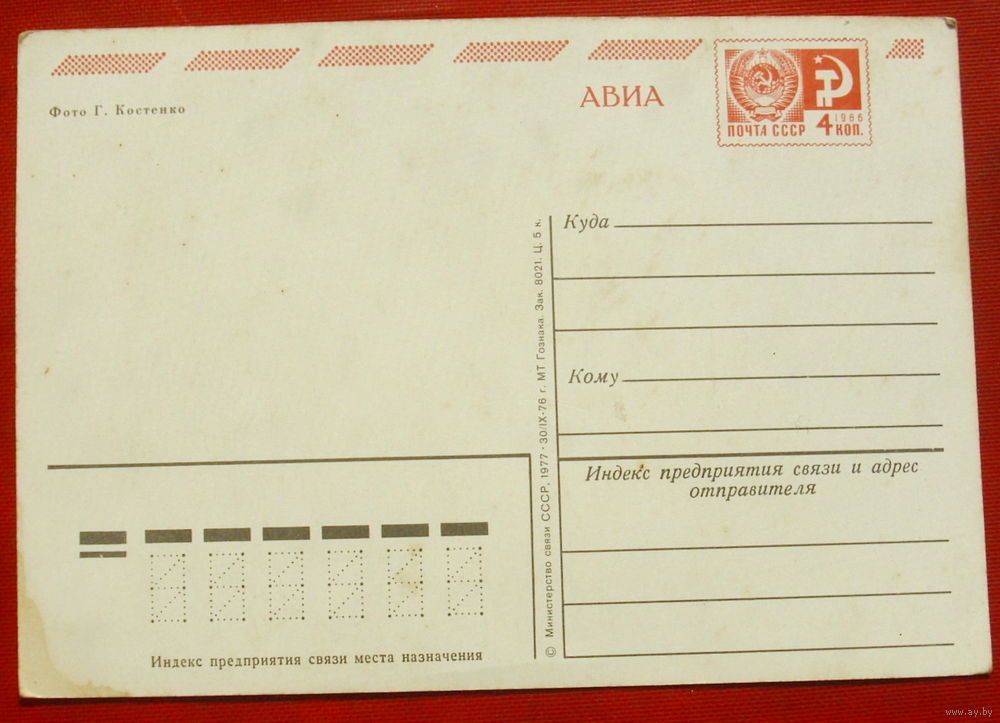 Фото Г. Костенко
АВИА
ПОЧТА СССР
1966
4 КОП.
Куда
Кому
Индекс предприятия связи и адрес
отправителя
© Министерство связи СССР, 1977 · 30/IX-76 г. МТ Гознака. Зак. 8021. Ц. 5 к.
Индекс предприятия связи места назначения
www.ay.by